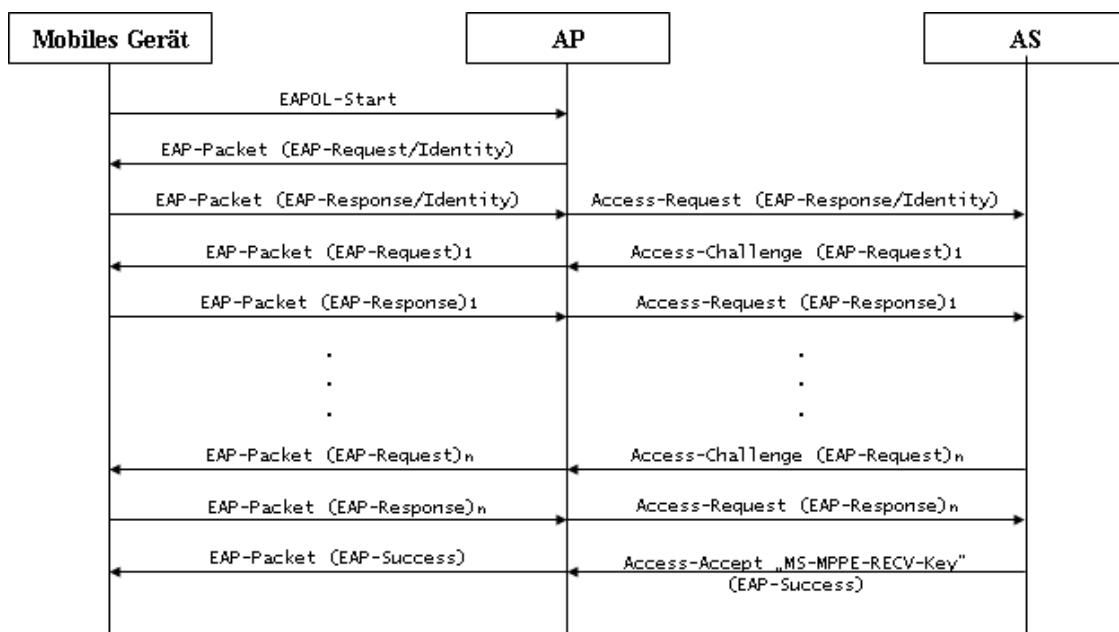 Mobiles Gerät
AP
AS
EAPOL-Start
EAP-Packet (EAP-Request/Identity)
EAP-Packet (EAP-Response/Identity)
Access-Request (EAP-Response/Identity)
EAP-Packet (EAP-Request)1
Access-Challenge (EAP-Request)1
EAP-Packet (EAP-Response)1
Access-Request (EAP-Response)1
EAP-Packet (EAP-Request)n
Access-Challenge (EAP-Request)n
EAP-Packet (EAP-Response)n
Access-Request (EAP-Response)n
EAP-Packet (EAP-Success)
Access-Accept „MS-MPPE-RECV-Key"
(EAP-Success)